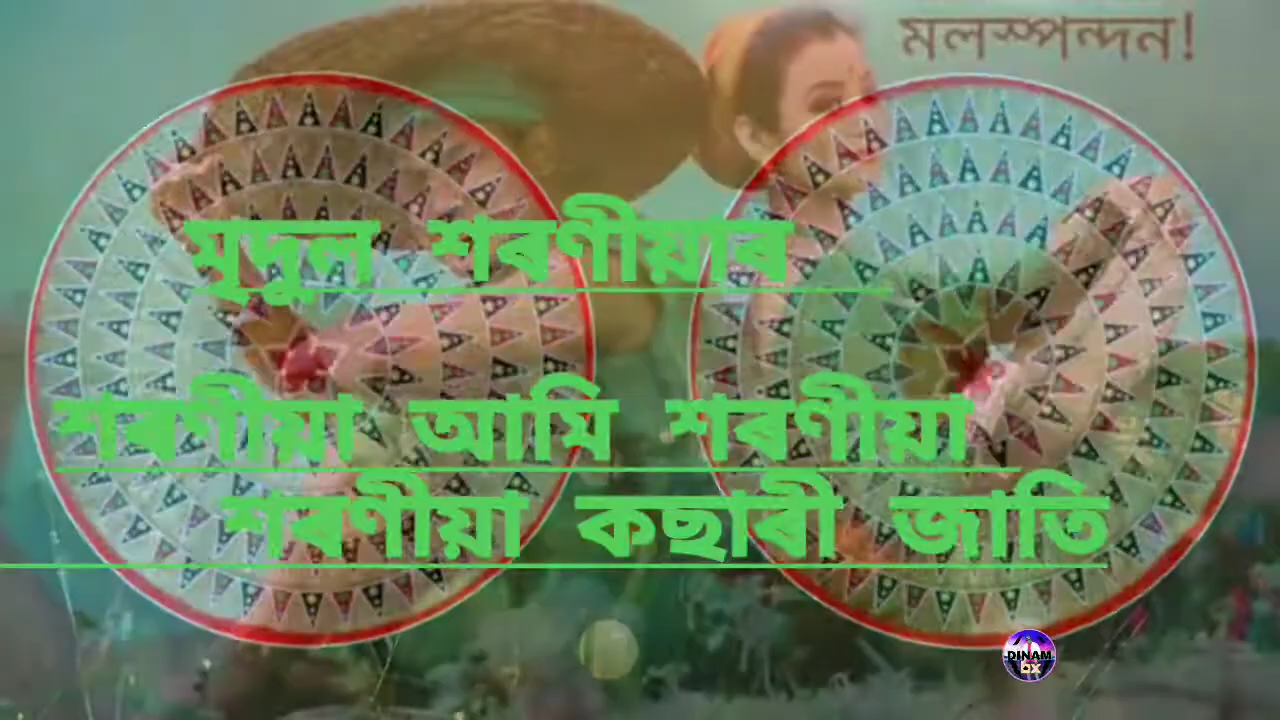 মলস্পন্দন!
মৃদুল শৰণীয়াৰ
শৰণীয়া আমি শৰণীয়া
শৰণীয়া কছাৰী জাতি
DINAM